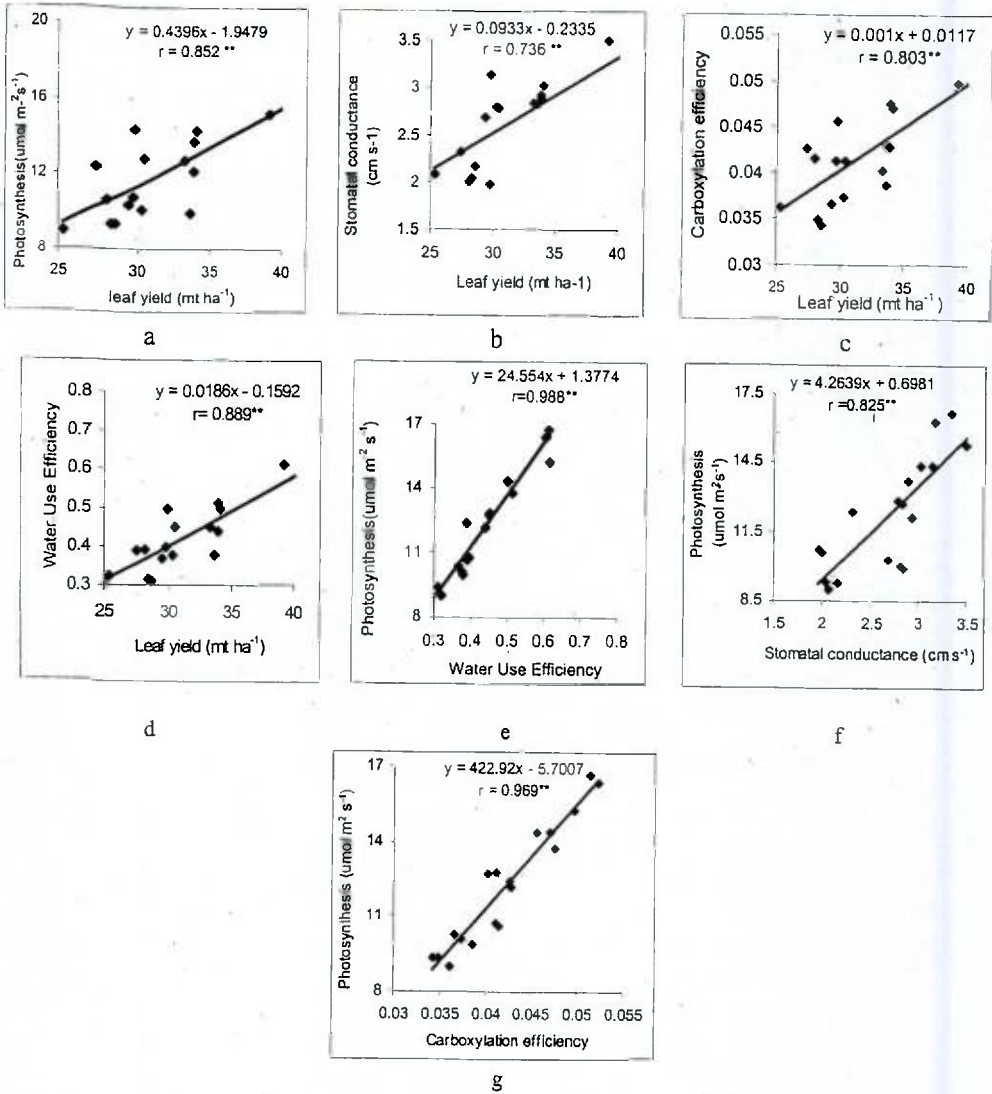 y = 0.4396x - 1.9479
r = 0.852 **
Photosynthesis(umol m-²s-¹)
20
16
12
8
25 30 35 40
leaf yield (mt ha⁻¹)
a
y = 0.0933x - 0.2335
r = 0.736 **
Stomatal conductance
(cm s-1)
3.5
3
2.5
2
1.5
25 30 35 40
Leaf yield (mt ha-1)
b
y = 0.001x + 0.0117
r = 0.803**
Carboxylation efficiency
0.055
0.05
0.045
0.04
0.035
0.03
25 30 35 40
Leaf yield (mt ha⁻¹)
c
y = 0.0186x - 0.1592
r= 0.889**
Water Use Efficiency
0.8
0.7
0.6
0.5
0.4
0.3
25 30 35 40
Leaf yield (mt ha⁻¹)
d
y = 24.554x + 1.3774
r=0.988**
Photosynthesis(umol m⁻² s⁻¹)
17
14
11
8
0.3 0.4 0.5 0.6 0.7 0.8
Water Use Efficiency
e
y = 4.2639x + 0.6981
r =0.825**
Photosynthesis
(umol m²s⁻¹)
17.5
14.5
11.5
8.5
1.5 2 2.5 3 3.5
Stomatal conductance (cm s⁻¹)
f
y = 422.92x - 5.7007
r = 0.969**
Photosynthesis (umol m² s⁻¹)
17
14
11
8
0.03 0.035 0.04 0.045 0.05 0.055
Carboxylation efficiency
g